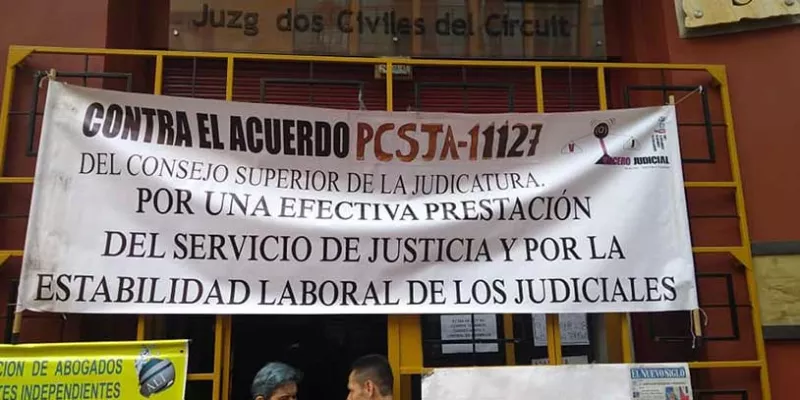 Juzg dos Civiles del Circuit
CONTRA EL ACUERDO PCSJA-11127
DEL CONSEJO SUPERIOR DE LA JUDICATURA.
POR UNA EFECTIVA PRESTACIÓN
DEL SERVICIO DE JUSTICIA Y POR LA
ESTABILIDAD LABORAL DE LOS JUDICIALES
VOCERO JUDICIAL
CION DE ABOGADOS
TES INDEPENDIENTES
EL NUEVO SIGLO